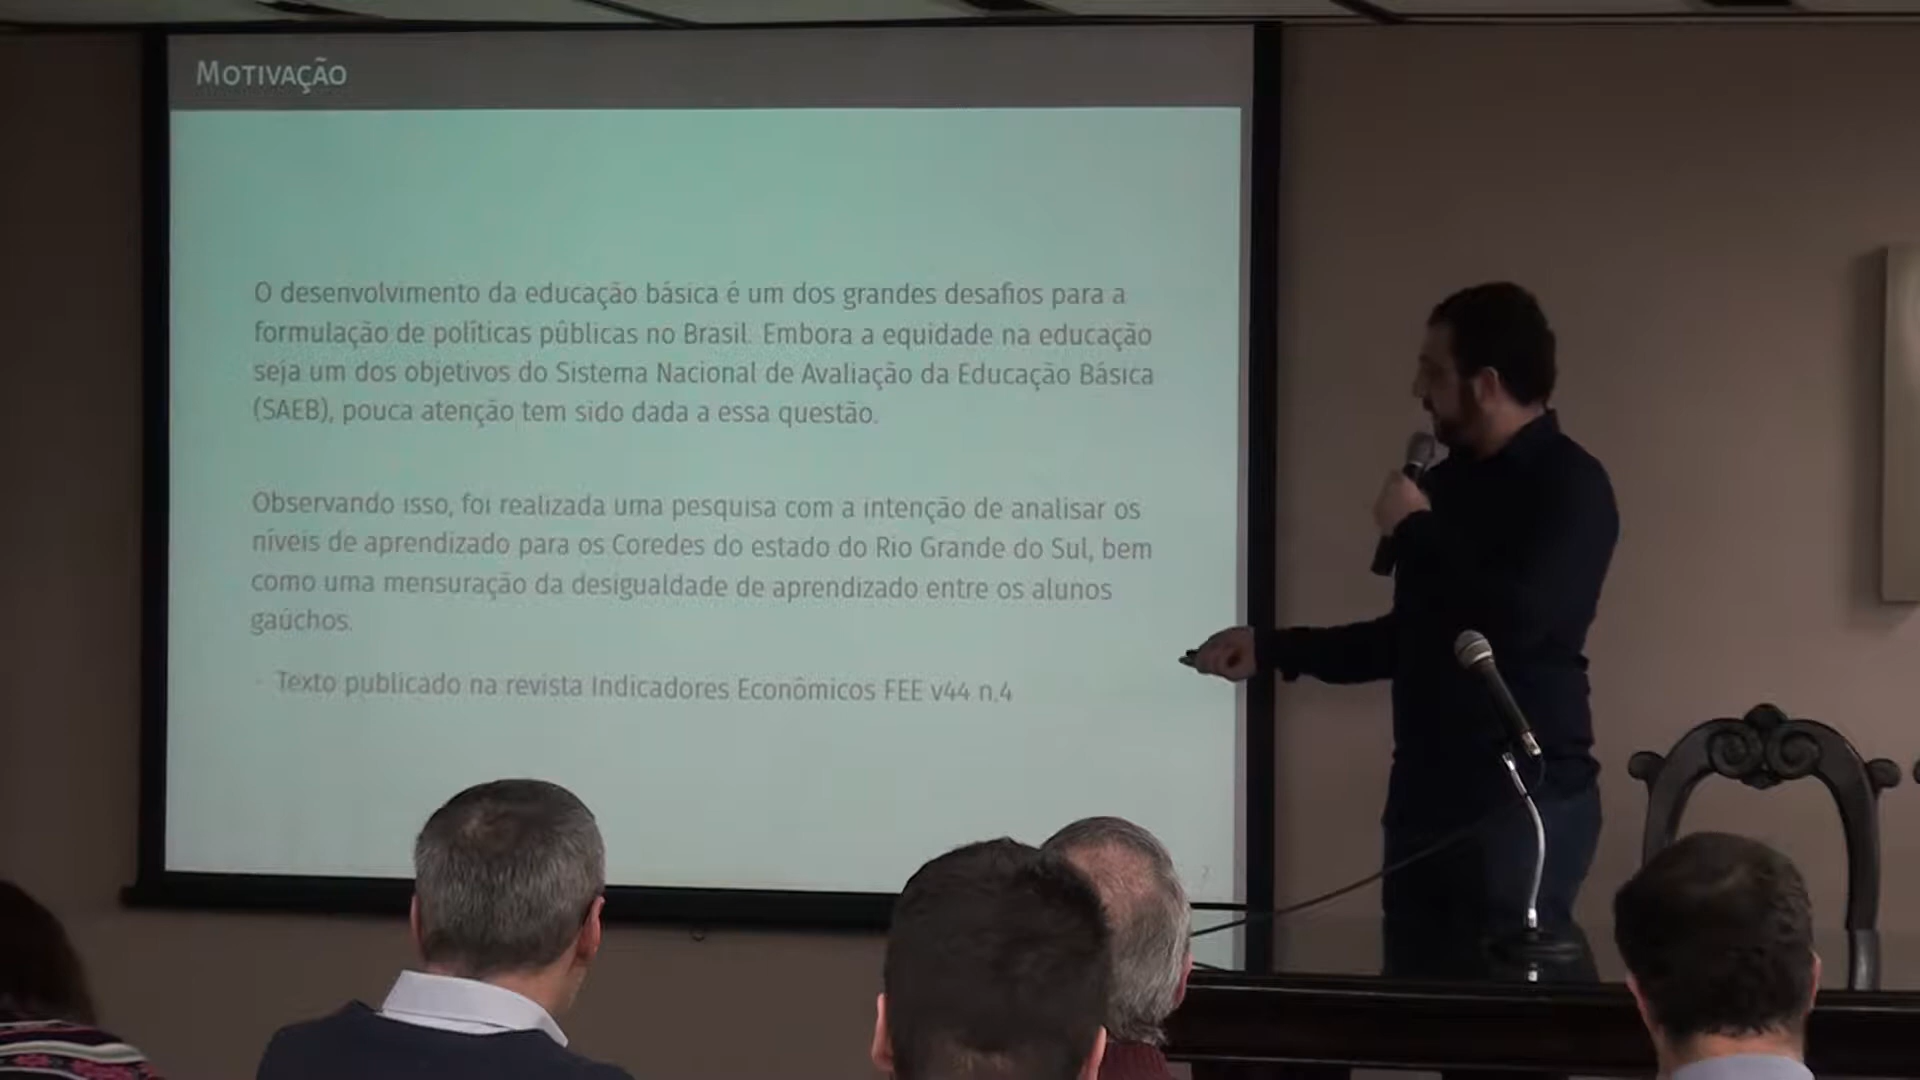 Motivação
O desenvolvimento da educação básica é um dos grandes desafios para a
formulação de políticas públicas no Brasil. Embora a equidade na educação
seja um dos objetivos do Sistema Nacional de Avaliação da Educação Básica
(SAEB), pouca atenção tem sido dada a essa questão.
Observando isso, foi realizada uma pesquisa com a intenção de analisar os
níveis de aprendizado para os Coredes do estado do Rio Grande do Sul, bem
como uma mensuração da desigualdade de aprendizado entre os alunos
gaúchos.
- Texto publicado na revista Indicadores Econômicos FEE v44 n.4